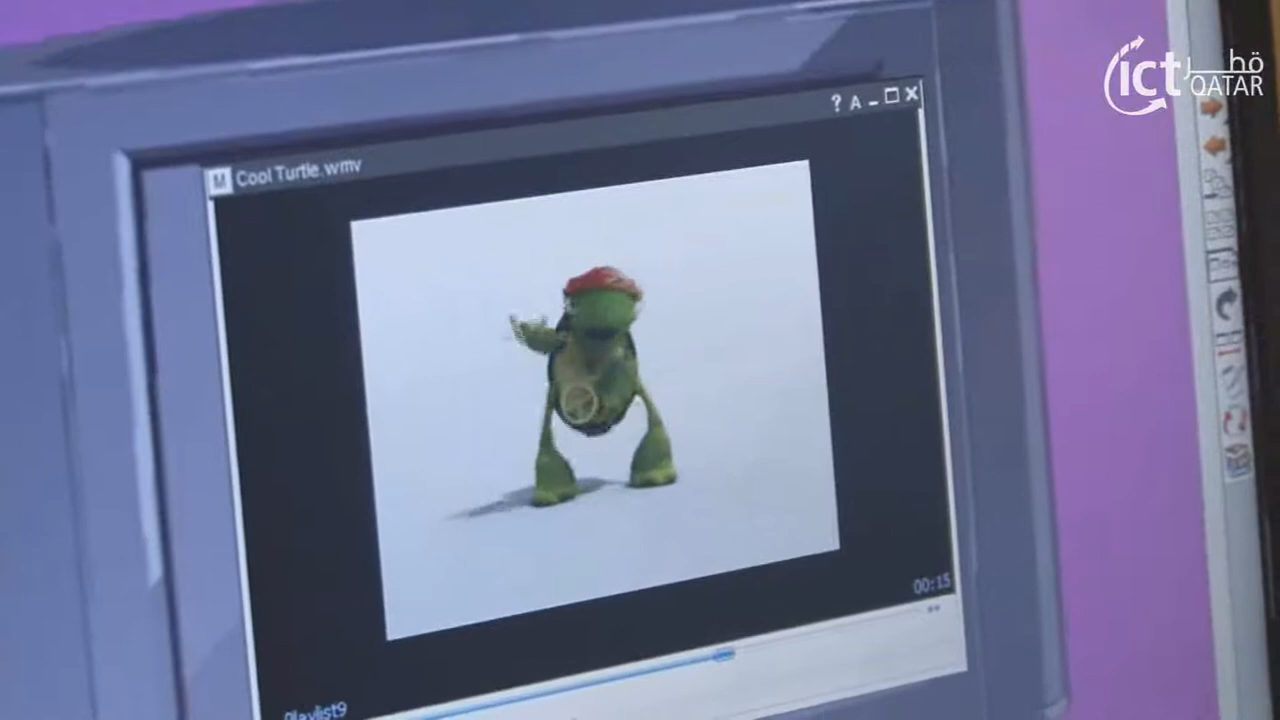 ict قطر
QATAR
? A
M Cool Turtle.wmv
00:15
Playlist9